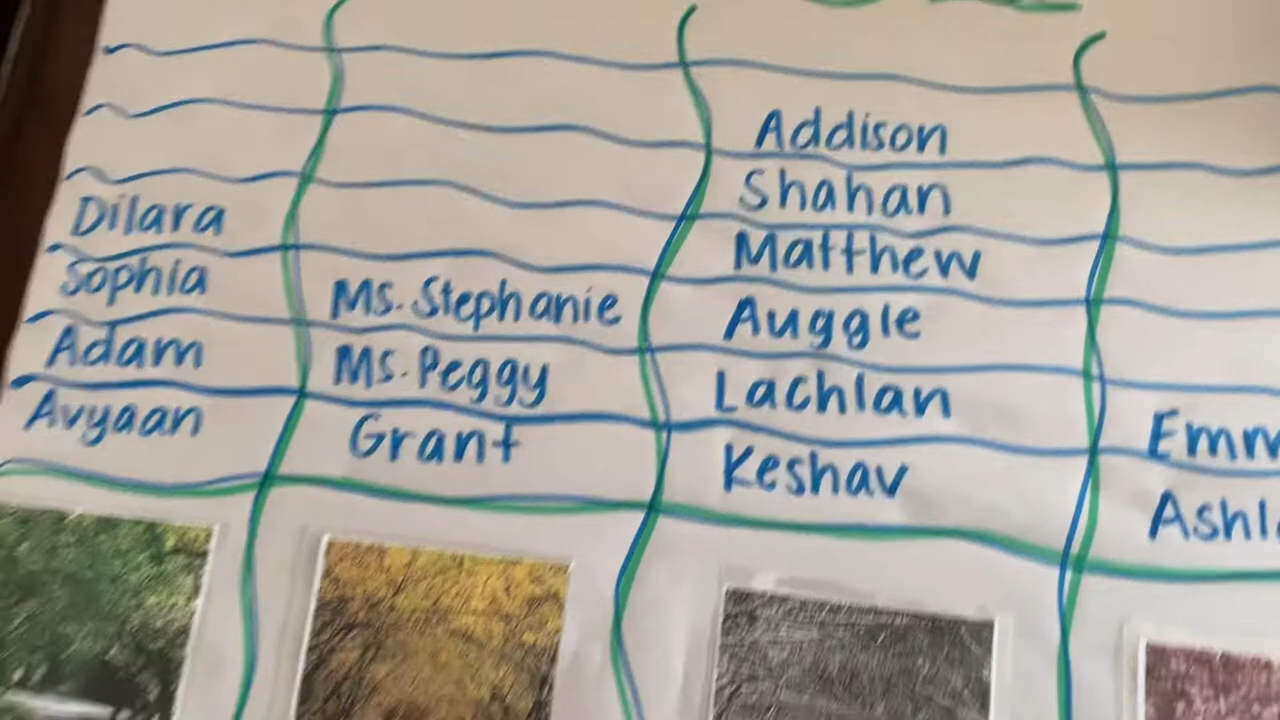 Dilara
Sophia
Adam
Avyaan
Ms. Stephanie
Ms. Peggy
Grant
Addison
Shahan
Matthew
Auggie
Lachlan
Keshav